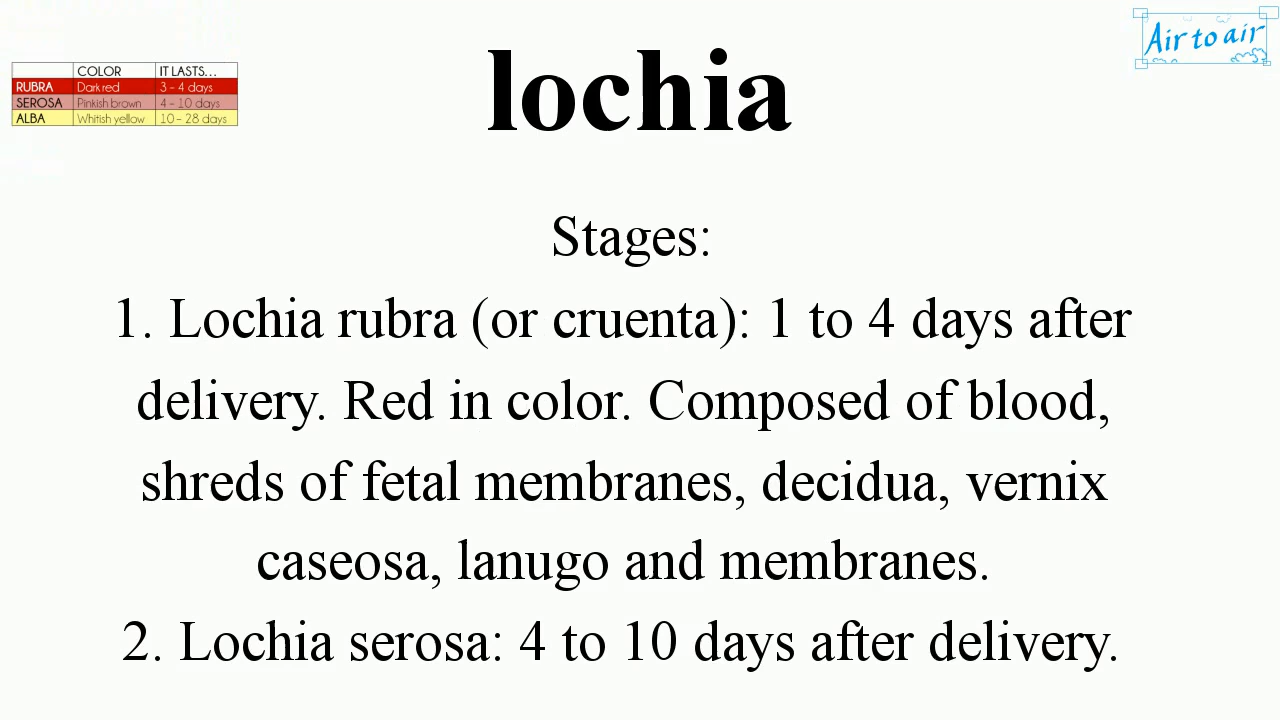 lochia
Air to air
COLOR IT LASTS...
RUBRA Dark red 3 - 4 days
SEROSA Pinkish brown 4 - 10 days
ALBA Whitish yellow 10 - 28 days
Stages:
1. Lochia rubra (or cruenta): 1 to 4 days after
delivery. Red in color. Composed of blood,
shreds of fetal membranes, decidua, vernix
caseosa, lanugo and membranes.
2. Lochia serosa: 4 to 10 days after delivery.